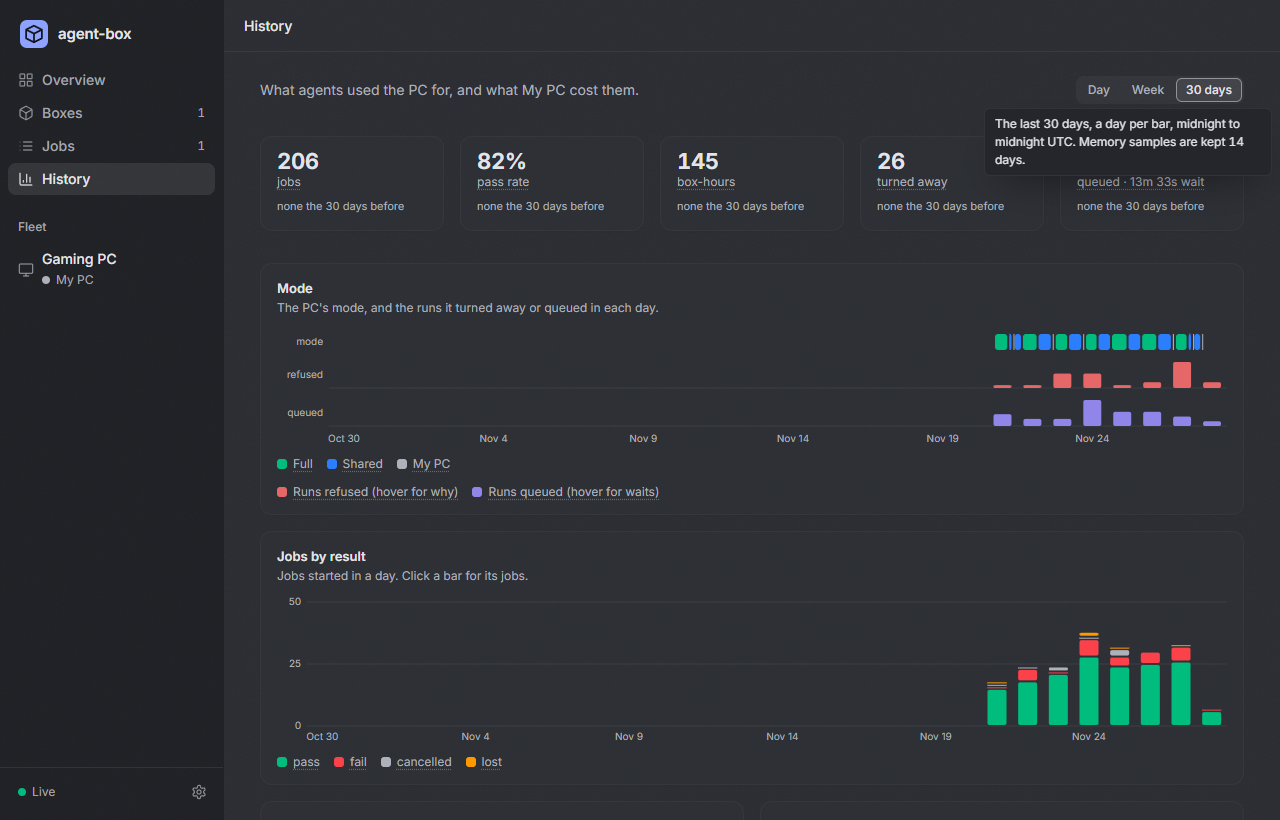 agent-box
Overview
Boxes 1
Jobs 1
History
Fleet
Gaming PC
My PC
Live
History
What agents used the PC for, and what My PC cost them.
Day Week 30 days
The last 30 days, a day per bar, midnight to
midnight UTC. Memory samples are kept 14
days.
206
jobs
none the 30 days before
82%
pass rate
none the 30 days before
145
box-hours
none the 30 days before
26
turned away
none the 30 days before
queued · 13m 33s wait
none the 30 days before
Mode
The PC's mode, and the runs it turned away or queued in each day.
mode
refused
queued
Oct 30 Nov 4 Nov 9 Nov 14 Nov 19 Nov 24
Full Shared My PC
Runs refused (hover for why) Runs queued (hover for waits)
Jobs by result
Jobs started in a day. Click a bar for its jobs.
50
25
0
Oct 30 Nov 4 Nov 9 Nov 14 Nov 19 Nov 24
pass fail cancelled lost